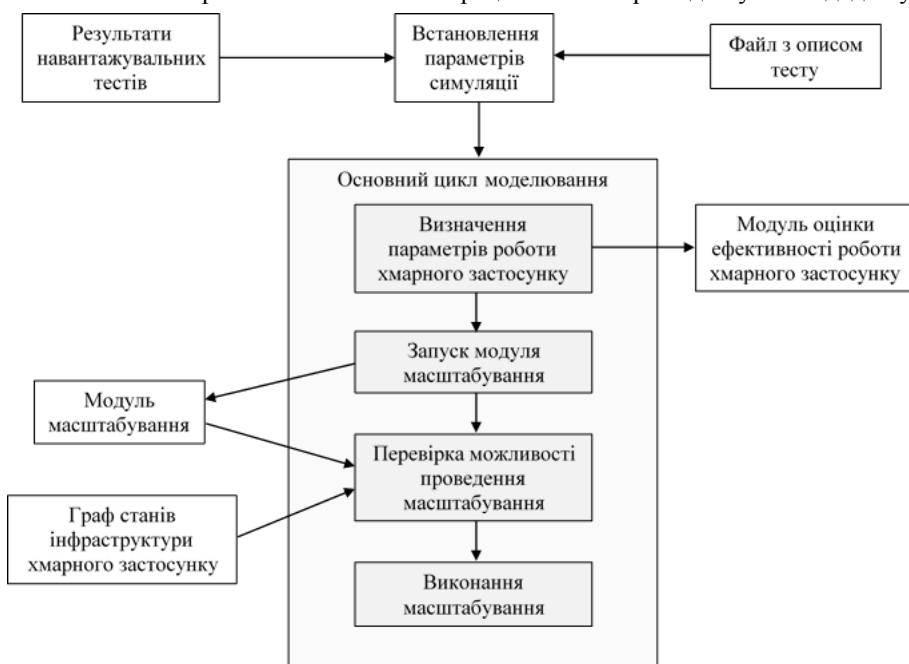 Результати
навантажувальних
тестів
Встановлення
параметрів
симуляції
Файл з описом
тесту
Основний цикл моделювання
Визначення
параметрів роботи
хмарного застосунку
Модуль оцінки
ефективності роботи
хмарного застосунку
Запуск модуля
масштабування
Модуль
масштабування
Перевірка можливості
проведення
масштабування
Граф станів
інфраструктури
хмарного застосунку
Виконання
масштабування